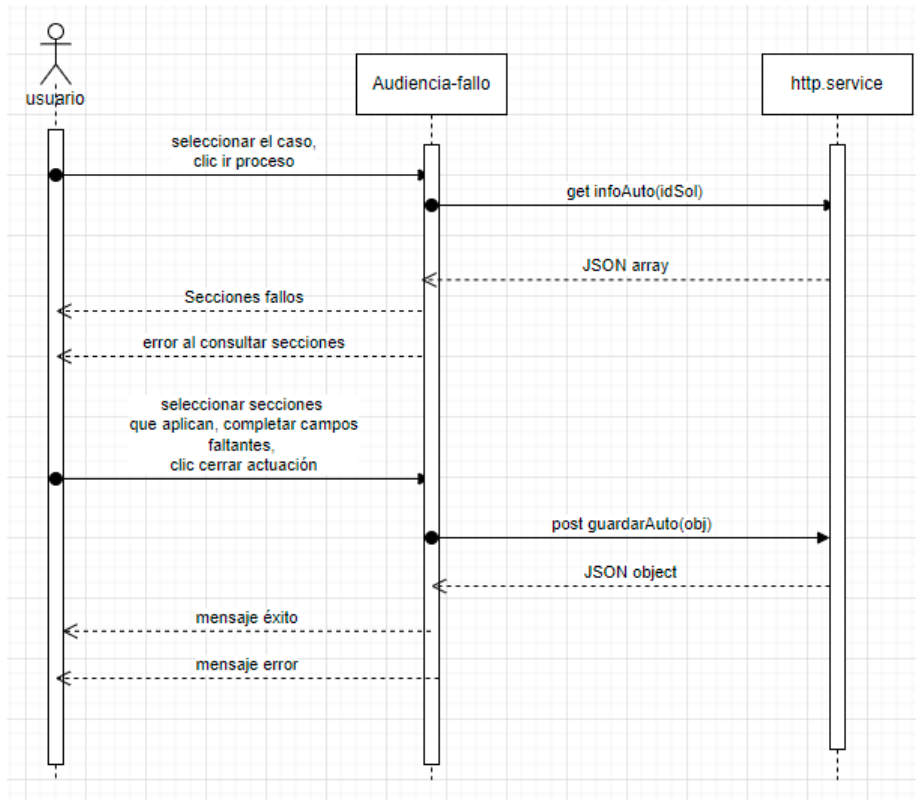 usuario
Audiencia-fallo
http.service
seleccionar el caso,
clic ir proceso
get infoAuto(idSol)
JSON array
Secciones fallos
error al consultar secciones
seleccionar secciones
que aplican, completar campos
faltantes,
clic cerrar actuación
post guardarAuto(obj)
JSON object
mensaje éxito
mensaje error